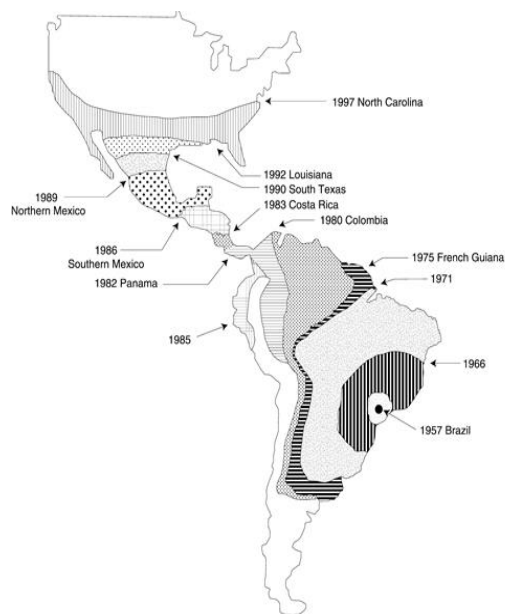 1997 North Carolina
1992 Louisiana
1990 South Texas
1989
Northern Mexico
1983 Costa Rica
1980 Colombia
1986
Southern Mexico
1975 French Guiana
1982 Panama
1971
1985
1966
1957 Brazil